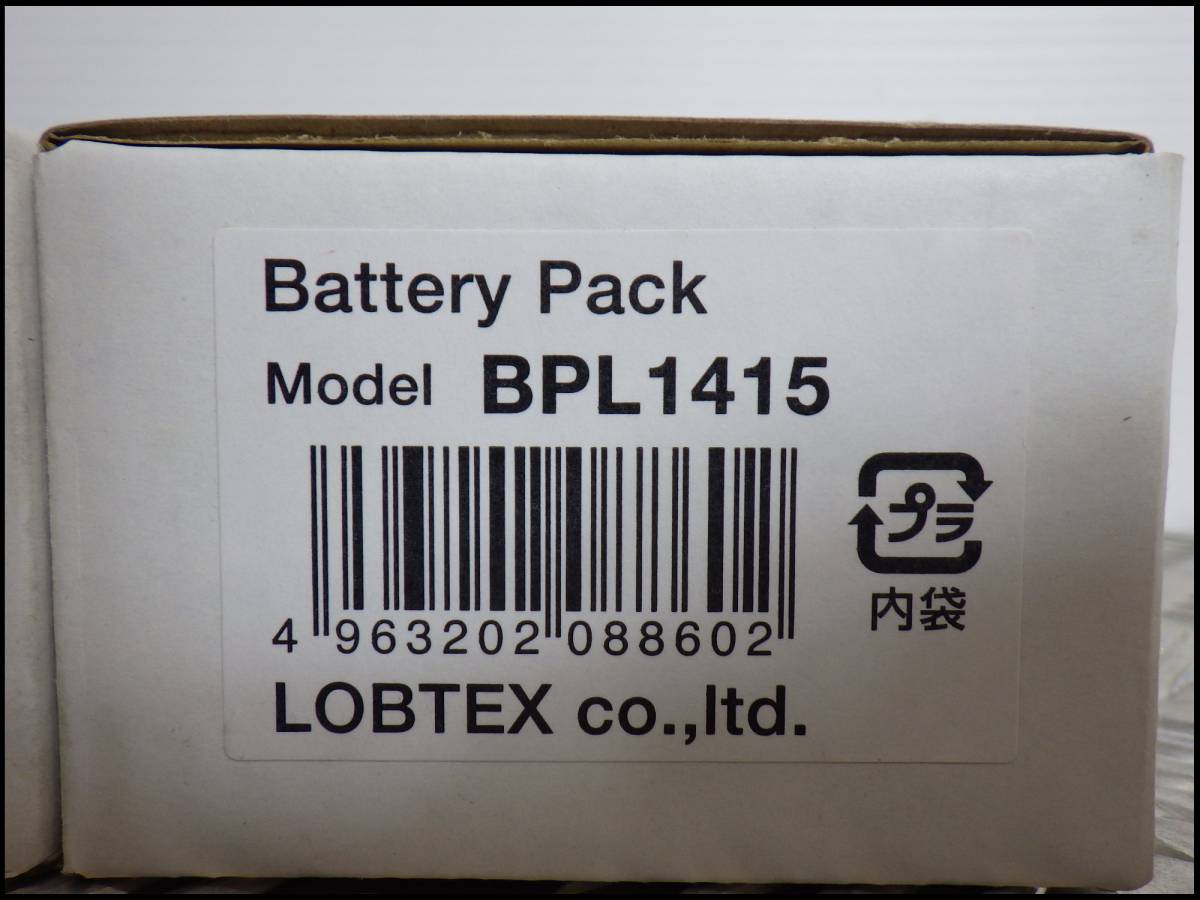 Battery Pack
Model BPL1415
プラ
内袋
4 963202 088602
LOBTEX co.,ltd.